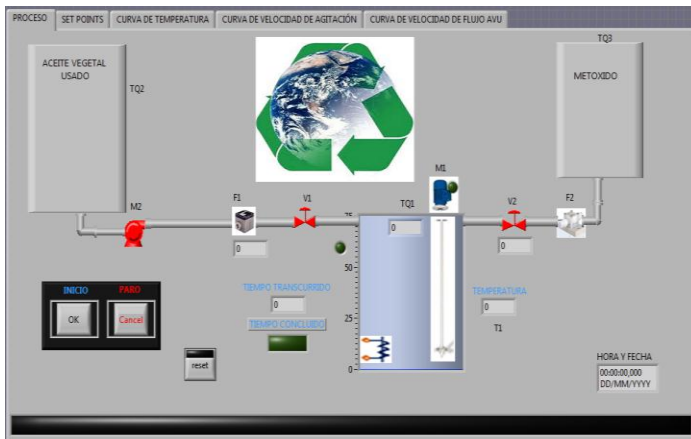 PROCESO
SET POINTS
CURVA DE TEMPERATURA
CURVA DE VELOCIDAD DE AGITACIÓN
CURVA DE VELOCIDAD DE FLUJO AVU
ACEITE VEGETAL
USADO
TQ2
TQ3
METOXIDO
M1
M2
F1
V1
TQ1
V2
F2
75
0
0
0
50
INICIO
PARO
OK
Cancel
TIEMPO TRANSCURRIDO
0
TIEMPO CONCLUIDO
TEMPERATURA
0
T1
25
0
reset
HORA Y FECHA
00:00:00,000
DD/MM/YYYY